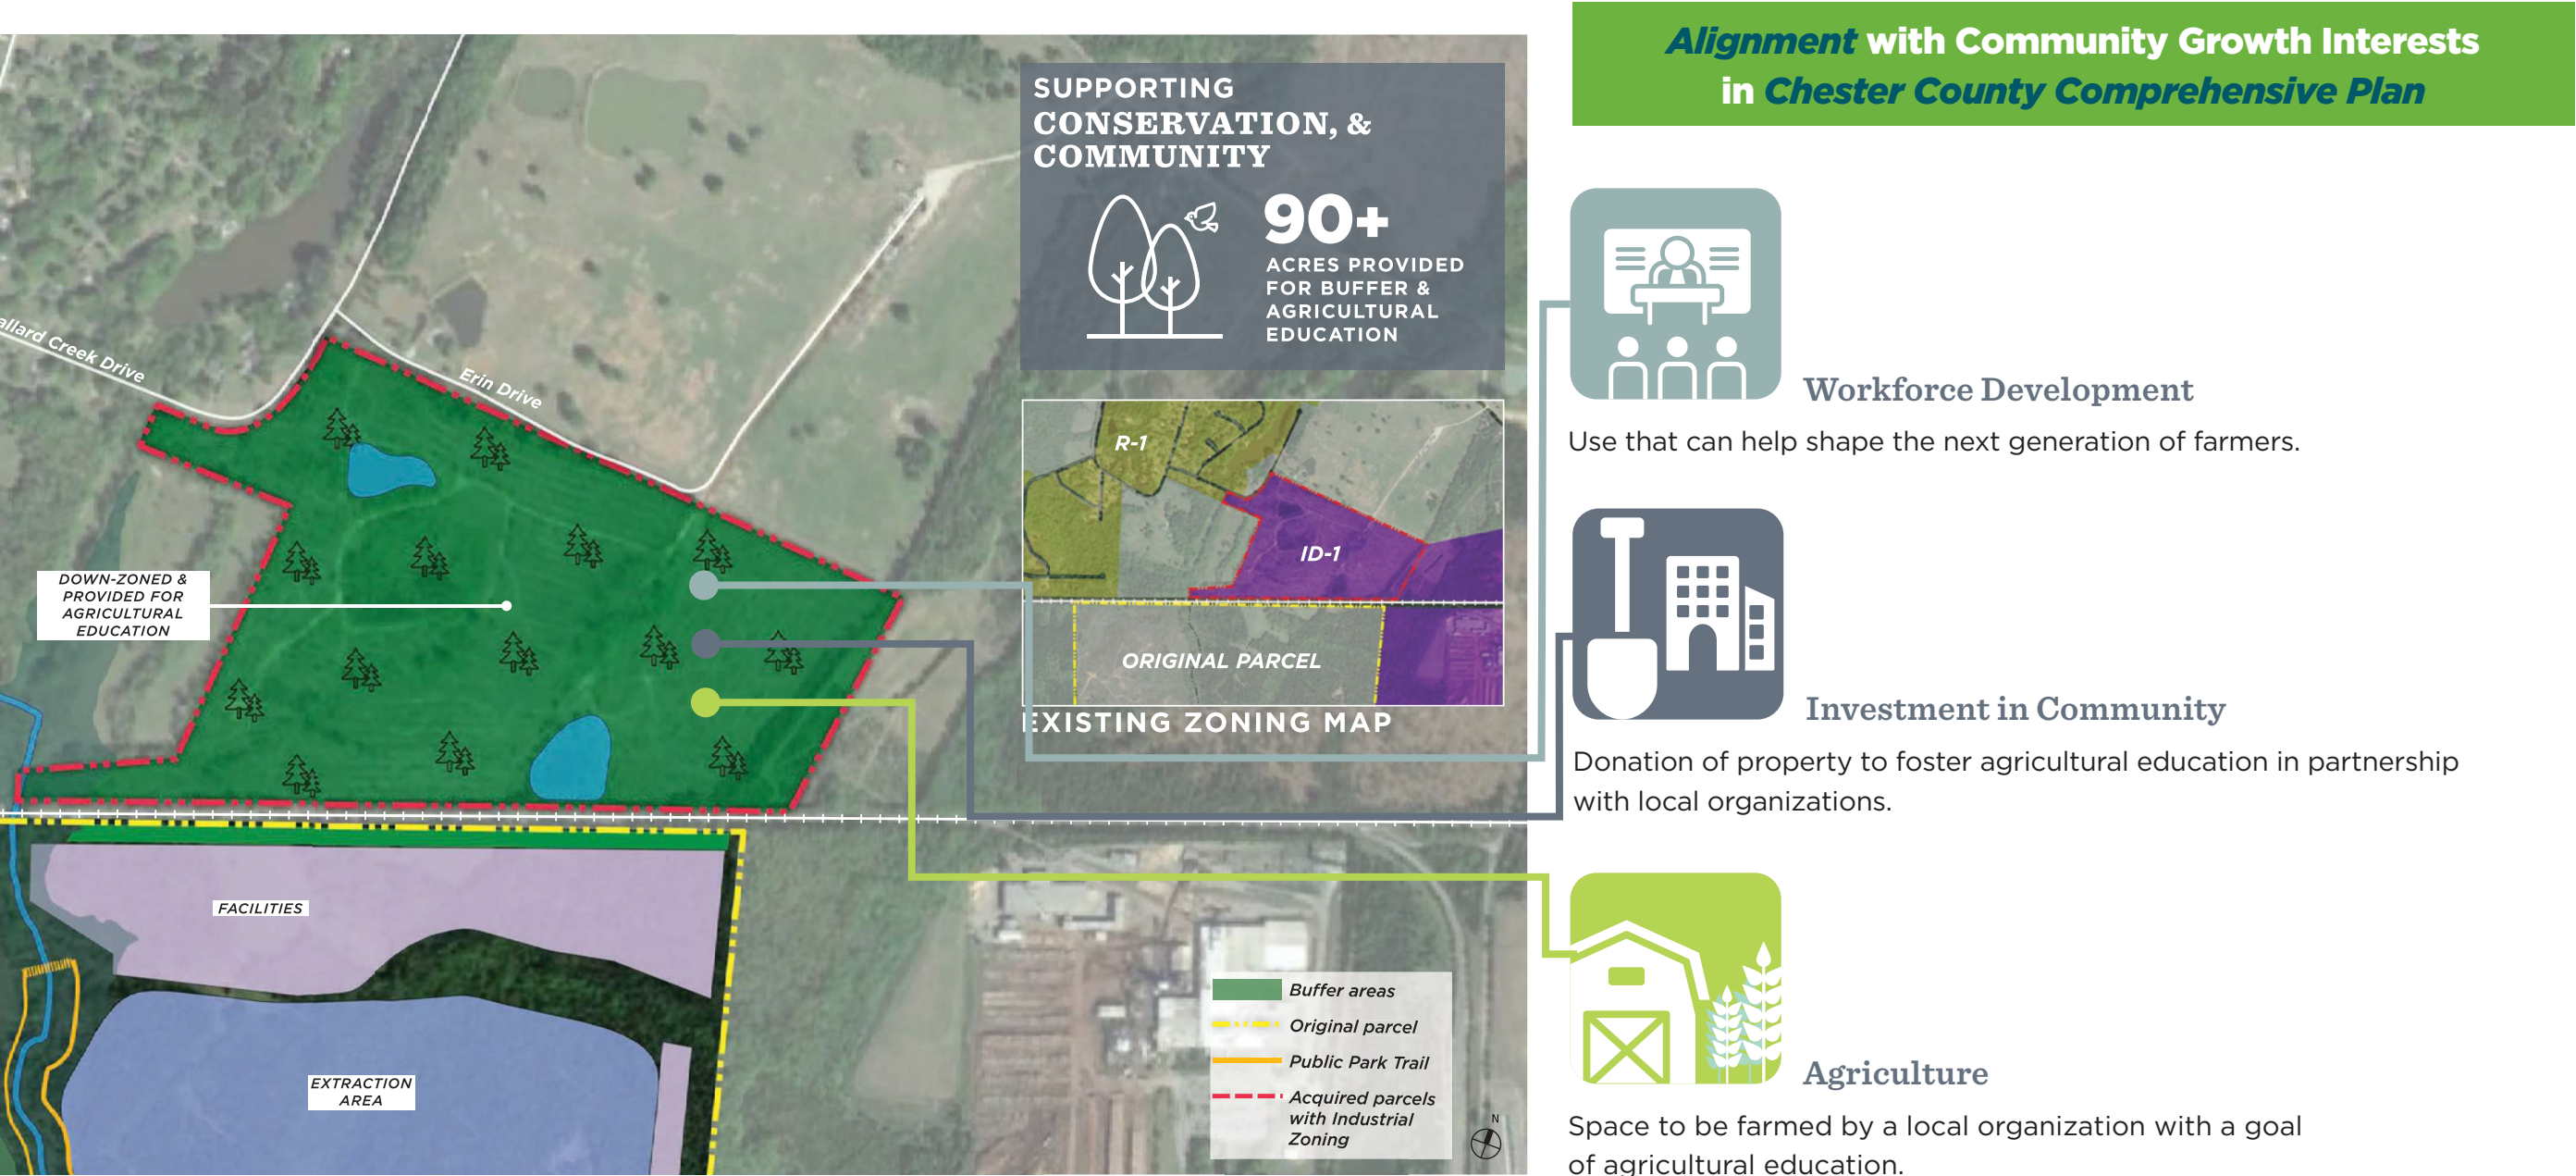 Alignment with Community Growth Interests
in Chester County Comprehensive Plan
SUPPORTING
CONSERVATION, &
COMMUNITY
90+
ACRES PROVIDED
FOR BUFFER &
AGRICULTURAL
EDUCATION
Creek Drive
Erin Drive
DOWN-ZONED &
PROVIDED FOR
AGRICULTURAL
EDUCATION
R-1
ID-1
ORIGINAL PARCEL
EXISTING ZONING MAP
FACILITIES
EXTRACTION
AREA
Buffer areas
Original parcel
Public Park Trail
Acquired parcels
with Industrial
Zoning
N
Workforce Development
Use that can help shape the next generation of farmers.
Investment in Community
Donation of property to foster agricultural education in partnership
with local organizations.
Agriculture
Space to be farmed by a local organization with a goal
of agricultural education.